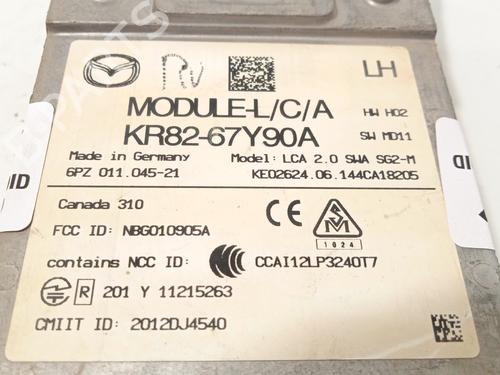 LH
MODULE-L/C/A
HW H02
KR82-67Y90A
SW MD11
Made in Germany
Model: LCA 2.0 SWA SG2-M
6PZ 011.045-21
KE02624.06.144CA18205
Canada 310
FCC ID: NBG010905A
CE
SM
1024
contains NCC ID:
CCAI12LP3240T7
R 201 Y 11215263
CMIIT ID: 2012DJ4540